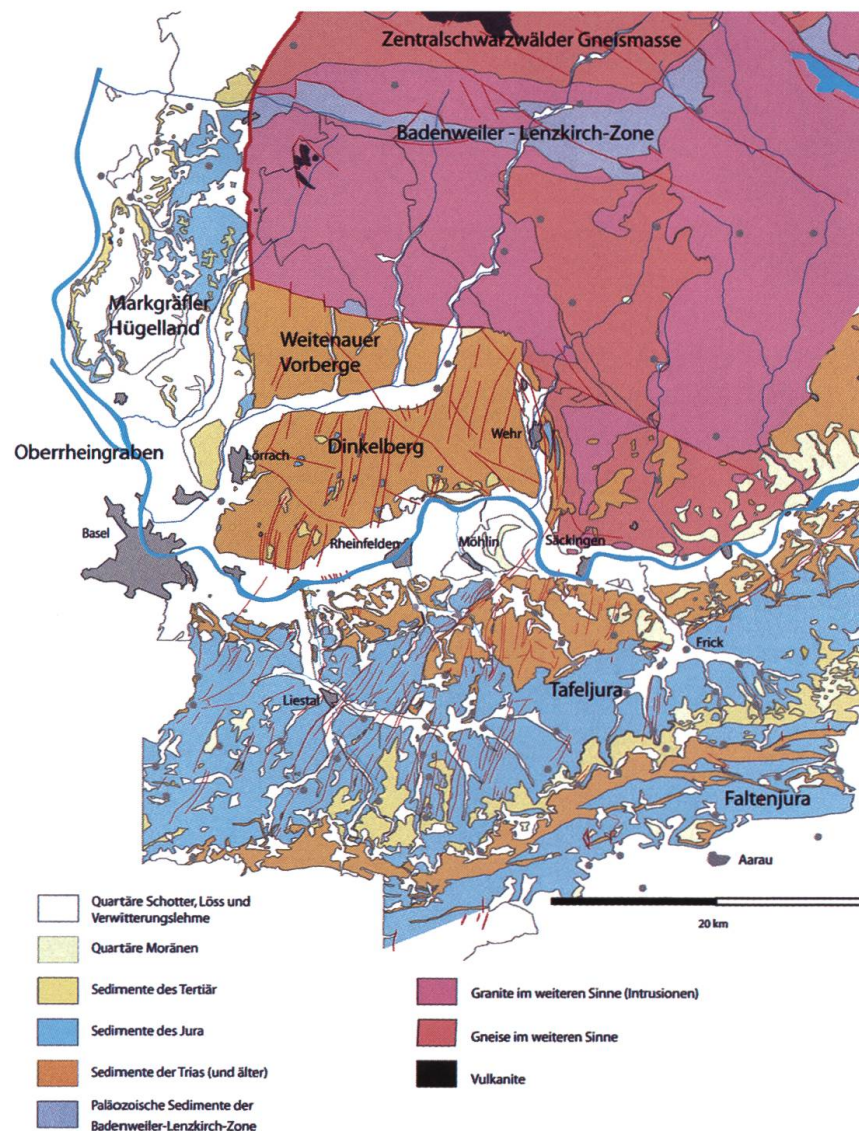 Zentralschwarzwälder Gneismasse
Badenweiler - Lenzkirch-Zone
Markgräfler
Hügelland
Weitenauer
Vorberge
Oberrheingraben
Lörrach
Dinkelberg
Wehr
Basel
Rheinfelden
Möhlin
Säckingen
Frick
Tafeljura
Liestal
Faltenjura
Aarau
20 km
Quartäre Schotter, Löss und
Verwitterungslehme
Quartäre Moränen
Sedimente des Tertiär
Sedimente des Jura
Sedimente der Trias (und älter)
Paläozoische Sedimente der
Badenweiler-Lenzkirch-Zone
Granite im weiteren Sinne (Intrusionen)
Gneise im weiteren Sinne
Vulkanite